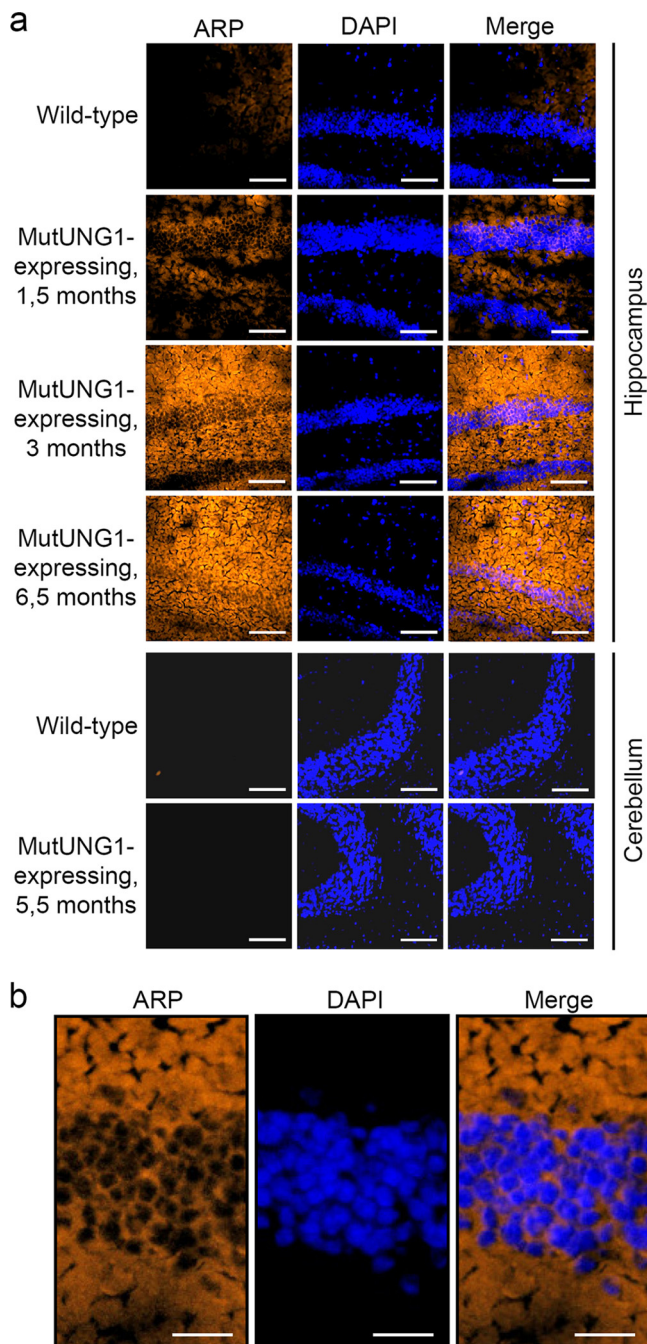 a
ARP DAPI Merge
Wild-type
MutUNG1-
expressing,
1,5 months
MutUNG1-
expressing,
3 months
MutUNG1-
expressing,
6,5 months
Hippocampus
Wild-type
MutUNG1-
expressing,
5,5 months
Cerebellum
b
ARP DAPI Merge